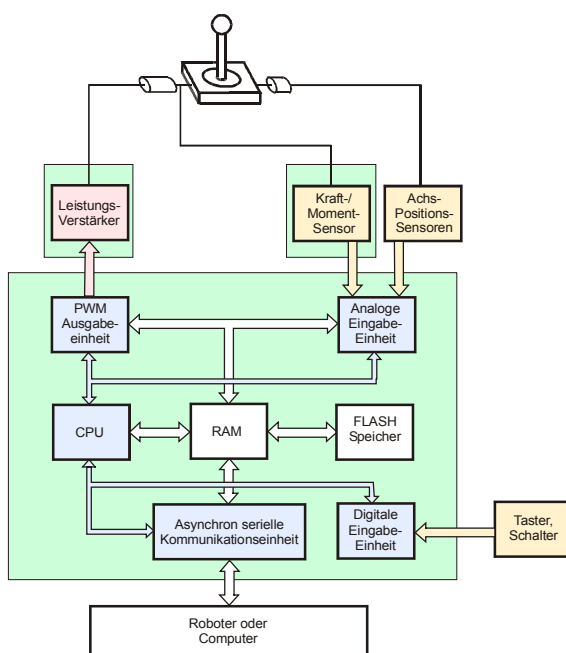 Leistungs-
Verstärker
Kraft-/
Moment-
Sensor
Achs-
Positions-
Sensoren
PWM
Ausgabe-
einheit
Analoge
Eingabe-
Einheit
CPU
RAM
FLASH
Speicher
Asynchron serielle
Kommunikationseinheit
Digitale
Eingabe-
Einheit
Taster,
Schalter
Roboter oder
Computer